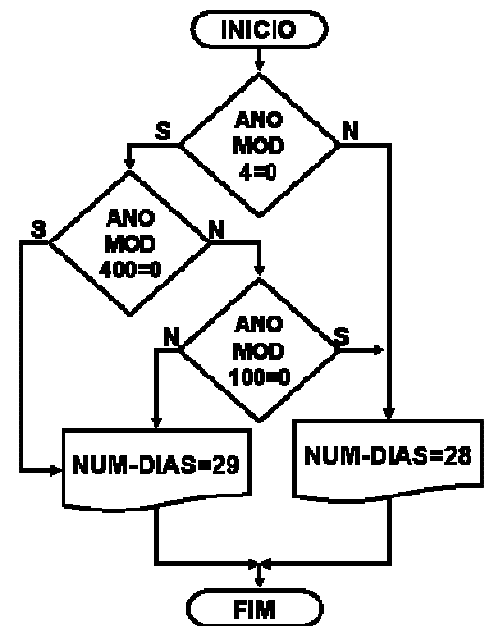 INICIO
ANO
MOD
4=0
S
N
ANO
MOD
400=0
S
N
ANO
MOD
100=0
N
S
NUM-DIAS=29
NUM-DIAS=28
FIM